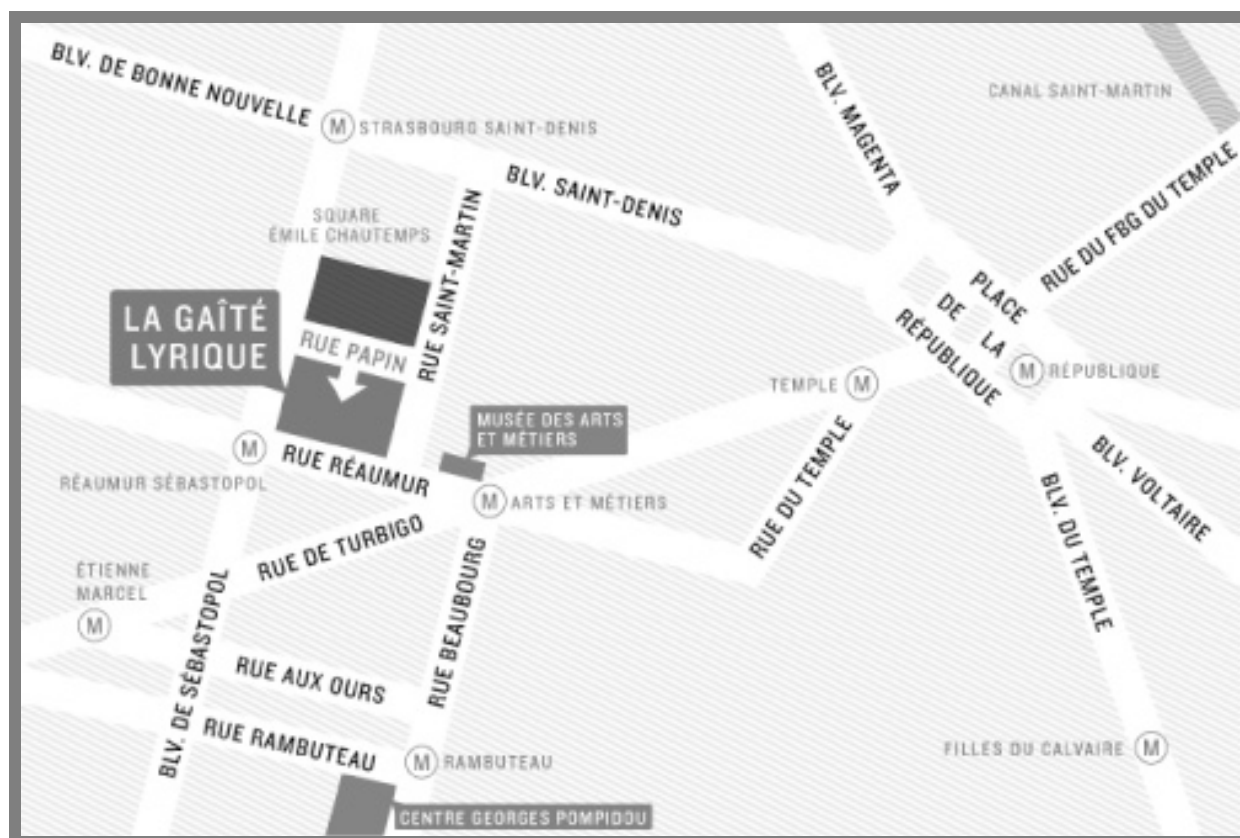 BLV. DE BONNE NOUVELLE
M STRASBOURG SAINT-DENIS
BLV. SAINT-DENIS
BLV. MAGENTA
CANAL SAINT-MARTIN
RUE DU FBG DU TEMPLE
SQUARE
ÉMILE CHAUTEMPS
RUE SAINT-MARTIN
LA GAÎTÉ
LYRIQUE
RUE PAPIN
PLACE
DE LA
RÉPUBLIQUE
M RÉPUBLIQUE
TEMPLE M
MUSÉE DES ARTS
ET MÉTIERS
M
RÉAUMUR SÉBASTOPOL
RUE RÉAUMUR
M ARTS ET MÉTIERS
RUE DU TEMPLE
BLV. VOLTAIRE
BLV. DU TEMPLE
RUE DE TURBIGO
ÉTIENNE
MARCEL
M
BLV. DE SÉBASTOPOL
RUE BEAUBOURG
RUE AUX OURS
RUE RAMBUTEAU
M RAMBUTEAU
FILLES DU CALVAIRE M
CENTRE GEORGES POMPIDOU